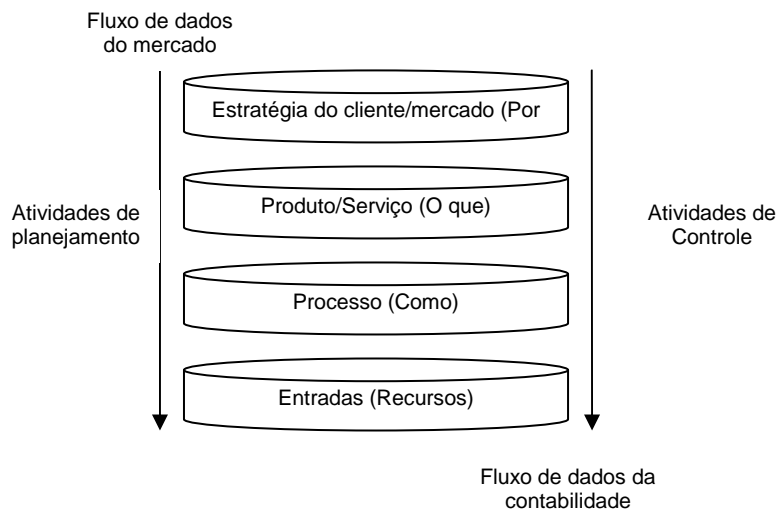 Fluxo de dados
do mercado
Estratégia do cliente/mercado (Por
Produto/Serviço (O que)
Atividades de
planejamento
Atividades de
Controle
Processo (Como)
Entradas (Recursos)
Fluxo de dados da
contabilidade